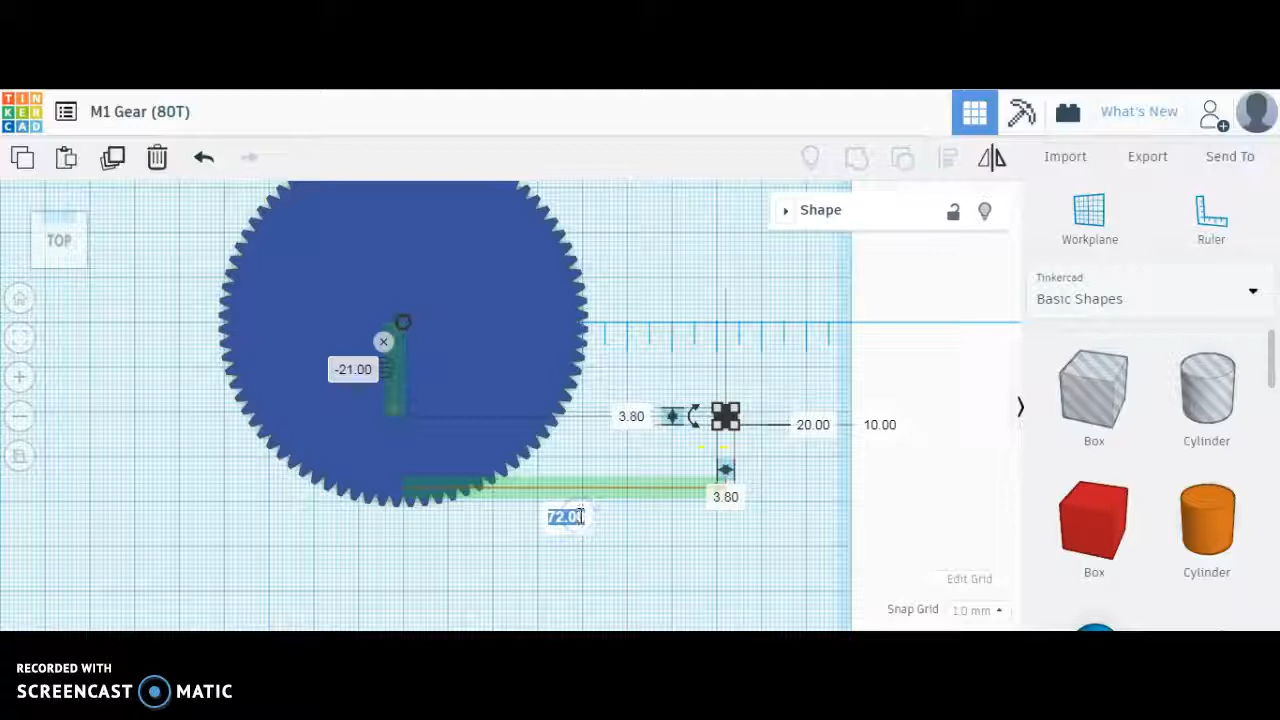 TIN
KER
CAD
M1 Gear (80T)
What's New
Import
Export
Send To
TOP
Shape
Workplane
Ruler
Tinkercad
Basic Shapes
-21.00
3.80
20.00
10.00
3.80
Box
Cylinder
Box
Cylinder
Edit Grid
Snap Grid
1.0 mm
RECORDED WITH
SCREENCAST
MATIC